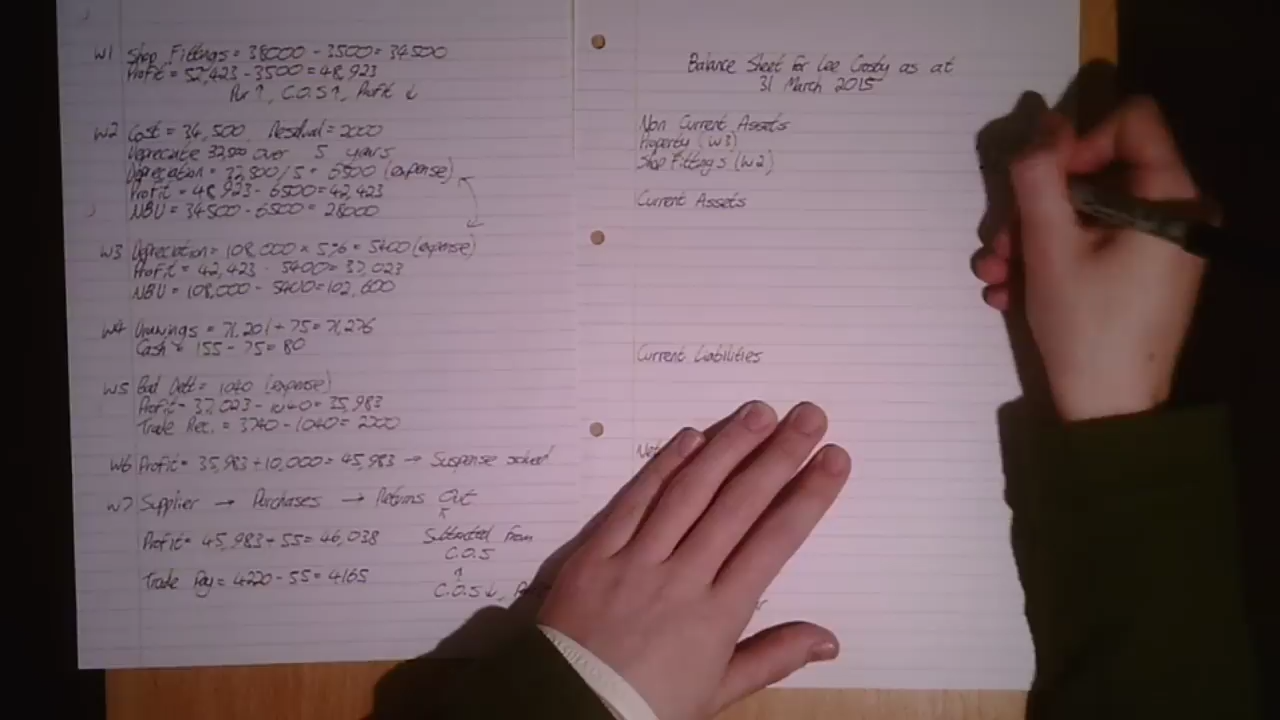 W1 Shop Fittings = 38000 - 3500 = 34500
Profit = 52,423 - 3500 = 48,923
Pur ↑, C.O.S ↑, Profit ↓
W2 Cost = 34,500 Residual = 2000
Depreciate 32,500 over 5 years
Depreciation = 32,500/5 = 6500 (expense)
Profit = 48,923 - 6500 = 42,423
NBV = 34500 - 6500 = 28000
W3 Depreciation = 108,000 x 5% = 5400 (expense)
Profit = 42,423 - 5400 = 37,023
NBV = 108,000 - 5400 = 102,600
W4 Drawings = 71,201 + 75 = 71,276
Cash = 155 - 75 = 80
W5 Bad Debt = 1040 (expense)
Profit = 37,023 - 1040 = 35,983
Trade Rec. = 3740 - 1040 = 2700
W6 Profit = 35,983 + 10,000 = 45,983 → Suspense solved
W7 Supplier → Purchases → Returns Out
Profit = 45,983 + 55 = 46,038
Subtracted from
C.O.S
Trade Pay = 4220 - 55 = 4165
C.O.S ↓,
Balance Sheet for Lee Crosby as at
31 March 2015
Non Current Assets
Property (W3)
Shop Fittings (W2)
Current Assets
Current Liabilities